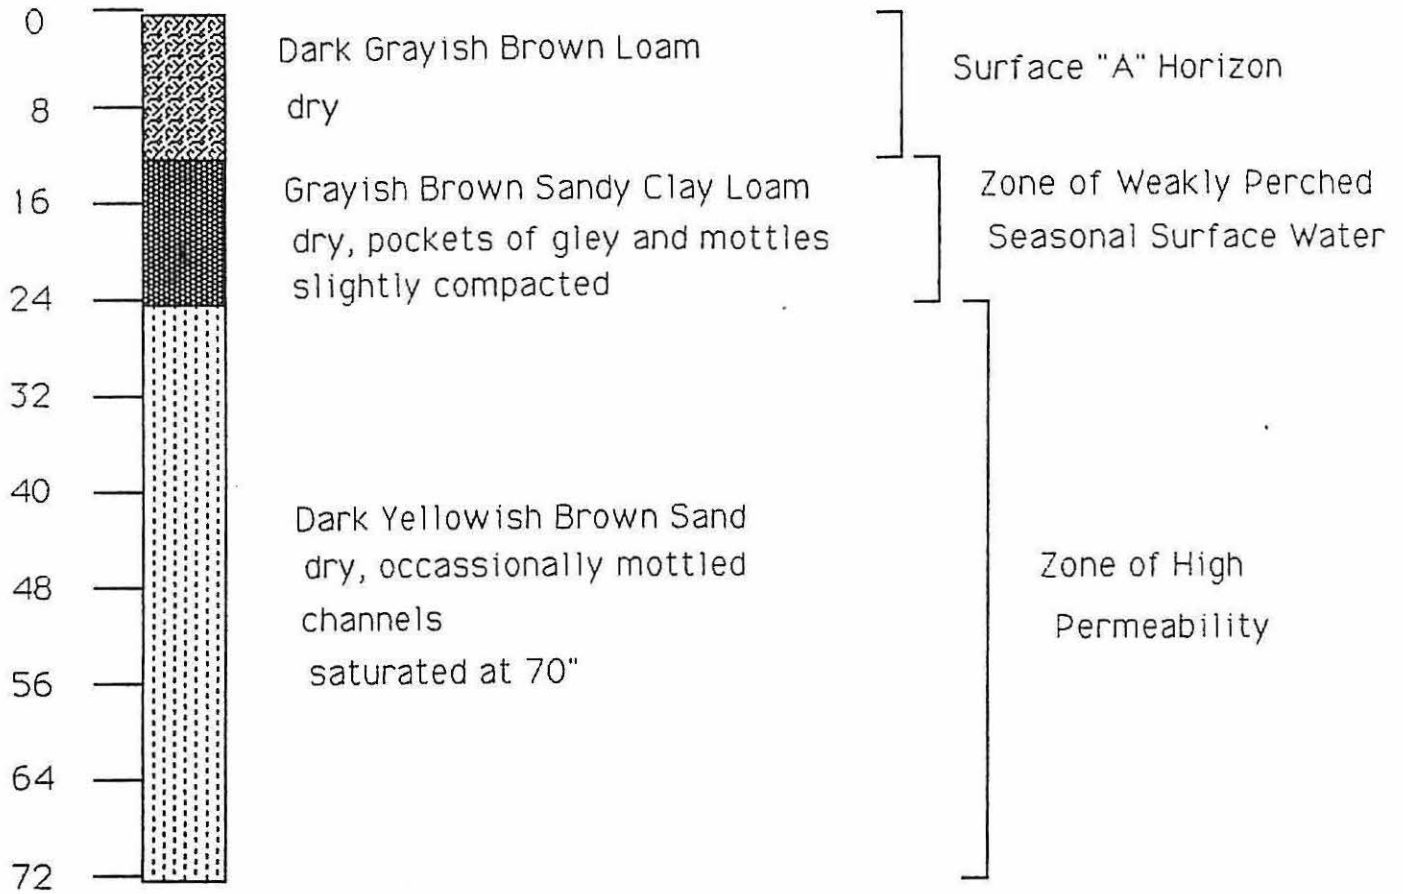 0
8
16
24
32
40
48
56
64
72
Dark Grayish Brown Loam
dry
Grayish Brown Sandy Clay Loam
dry, pockets of gley and mottles
slightly compacted
Dark Yellowish Brown Sand
dry, occassionally mottled
channels
saturated at 70"
Surface "A" Horizon
Zone of Weakly Perched
Seasonal Surface Water
Zone of High
Permeability